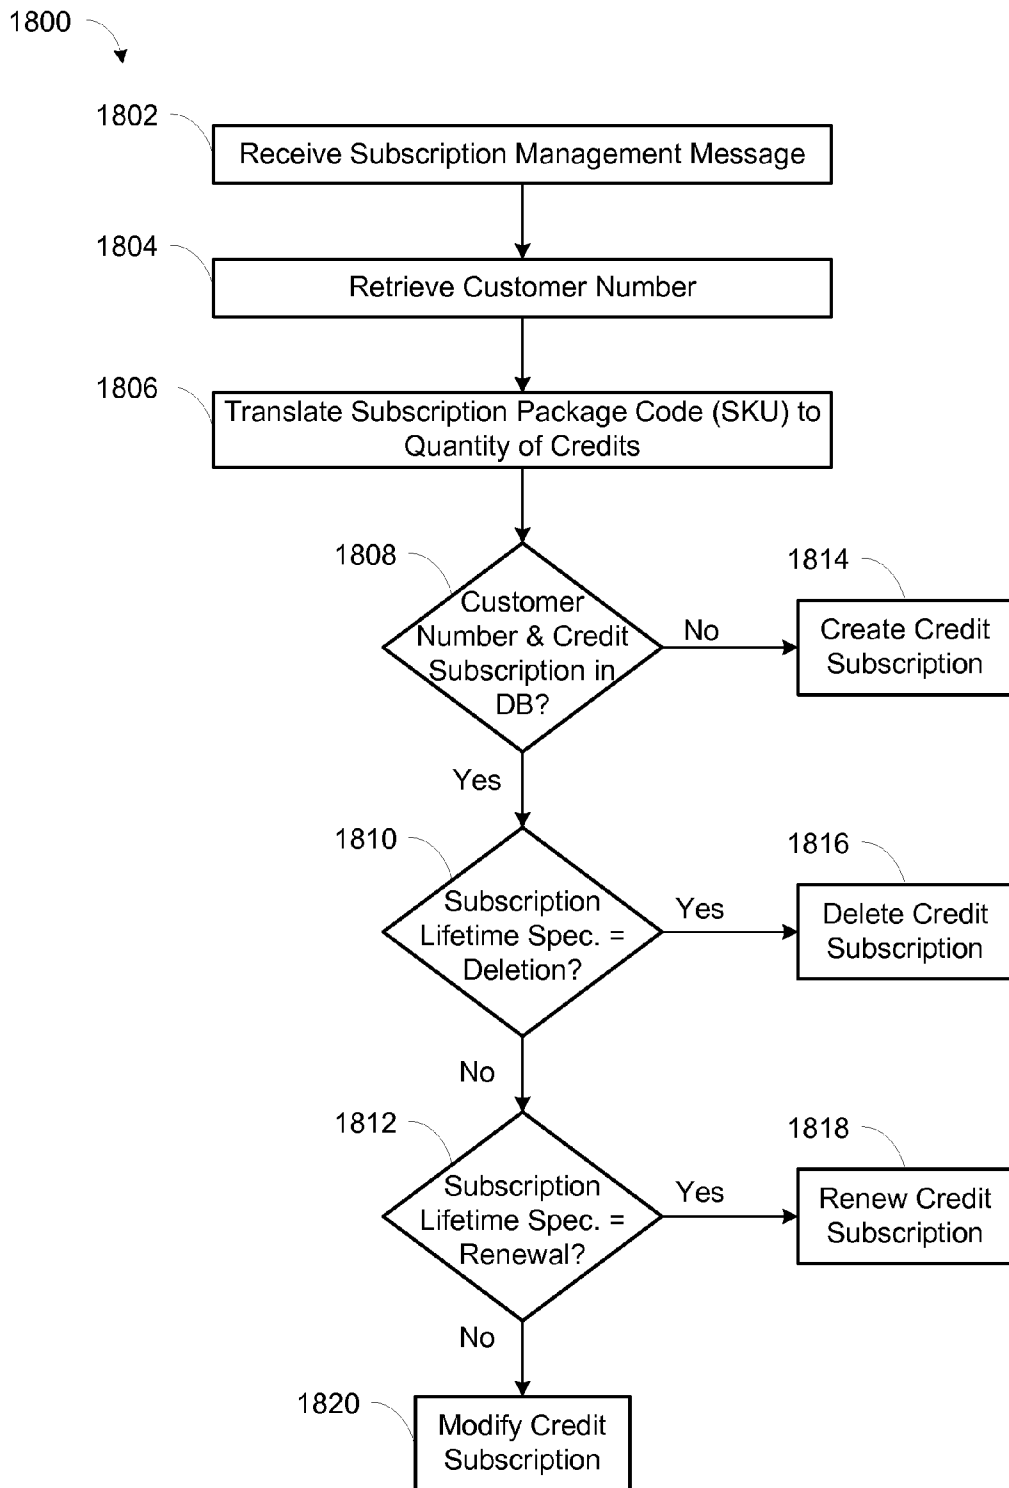 1800
1802
Receive Subscription Management Message
1804
Retrieve Customer Number
1806
Translate Subscription Package Code (SKU) to
Quantity of Credits
1808
Customer
Number & Credit
Subscription in
DB?
No
1814
Create Credit
Subscription
Yes
1810
Subscription
Lifetime Spec. =
Deletion?
Yes
1816
Delete Credit
Subscription
No
1812
Subscription
Lifetime Spec. =
Renewal?
Yes
1818
Renew Credit
Subscription
No
1820
Modify Credit
Subscription